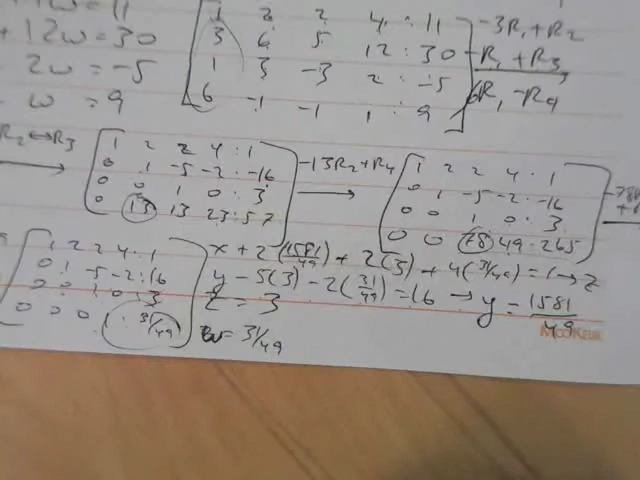 w = 11
+ 12w = 30
2w = -5
- w = 9
1 2 2 4 : 11 -3R₁ + R₂
3 6 5 12 : 30 -R₁ + R₃
1 3 -3 2 : -5
6 -1 -1 1 : 9 6R₁ - R₄
R₂ ↔ R₃
1 2 2 4 : 1
0 1 -5 -2 : -16
0 0 1 0 : 3
0 13 13 23 : 57
-13R₂ + R₄
1 2 2 4 : 1
0 1 -5 -2 : -16
0 0 1 0 : 3
0 0 (78) 49 : 265
1 2 2 4 : 1
0 1 -5 -2 : 16
0 0 1 0 : 3
0 0 0 1 31/49
x + 2(1581/49) + 2(3) + 4(31/49) = 1 → z
y - 5(3) - 2(31/49) = 16 → y = 1581/49
z = 3
w = 31/49